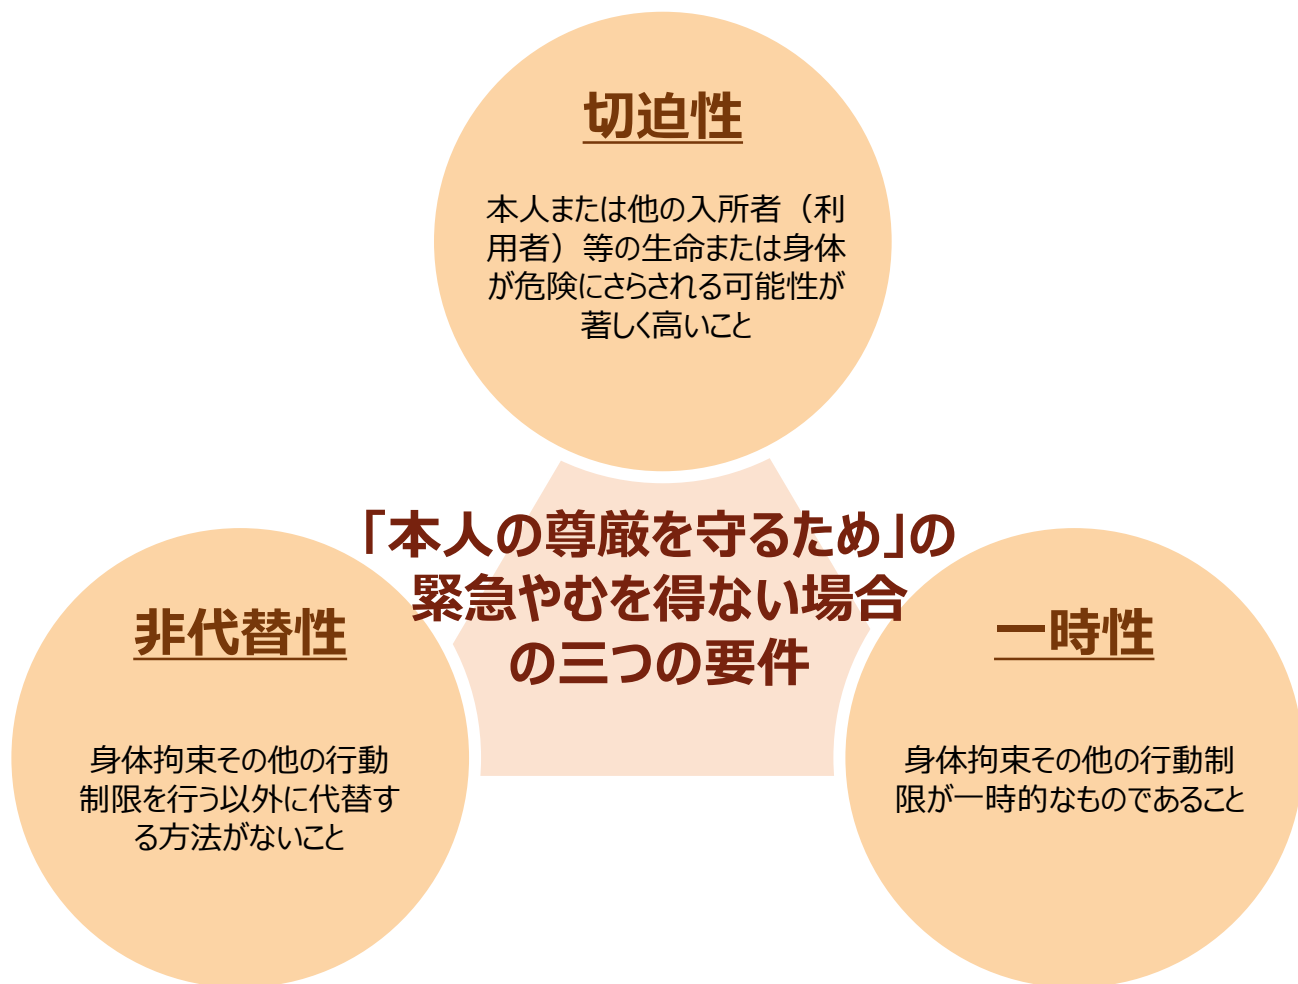 切迫性
本人または他の入所者（利
用者）等の生命または身体
が危険にさらされる可能性が
著しく高いこと
「本人の尊厳を守るため」の
緊急やむを得ない場合
の三つの要件
非代替性
身体拘束その他の行動
制限を行う以外に代替す
る方法がないこと
一時性
身体拘束その他の行動制
限が一時的なものであること